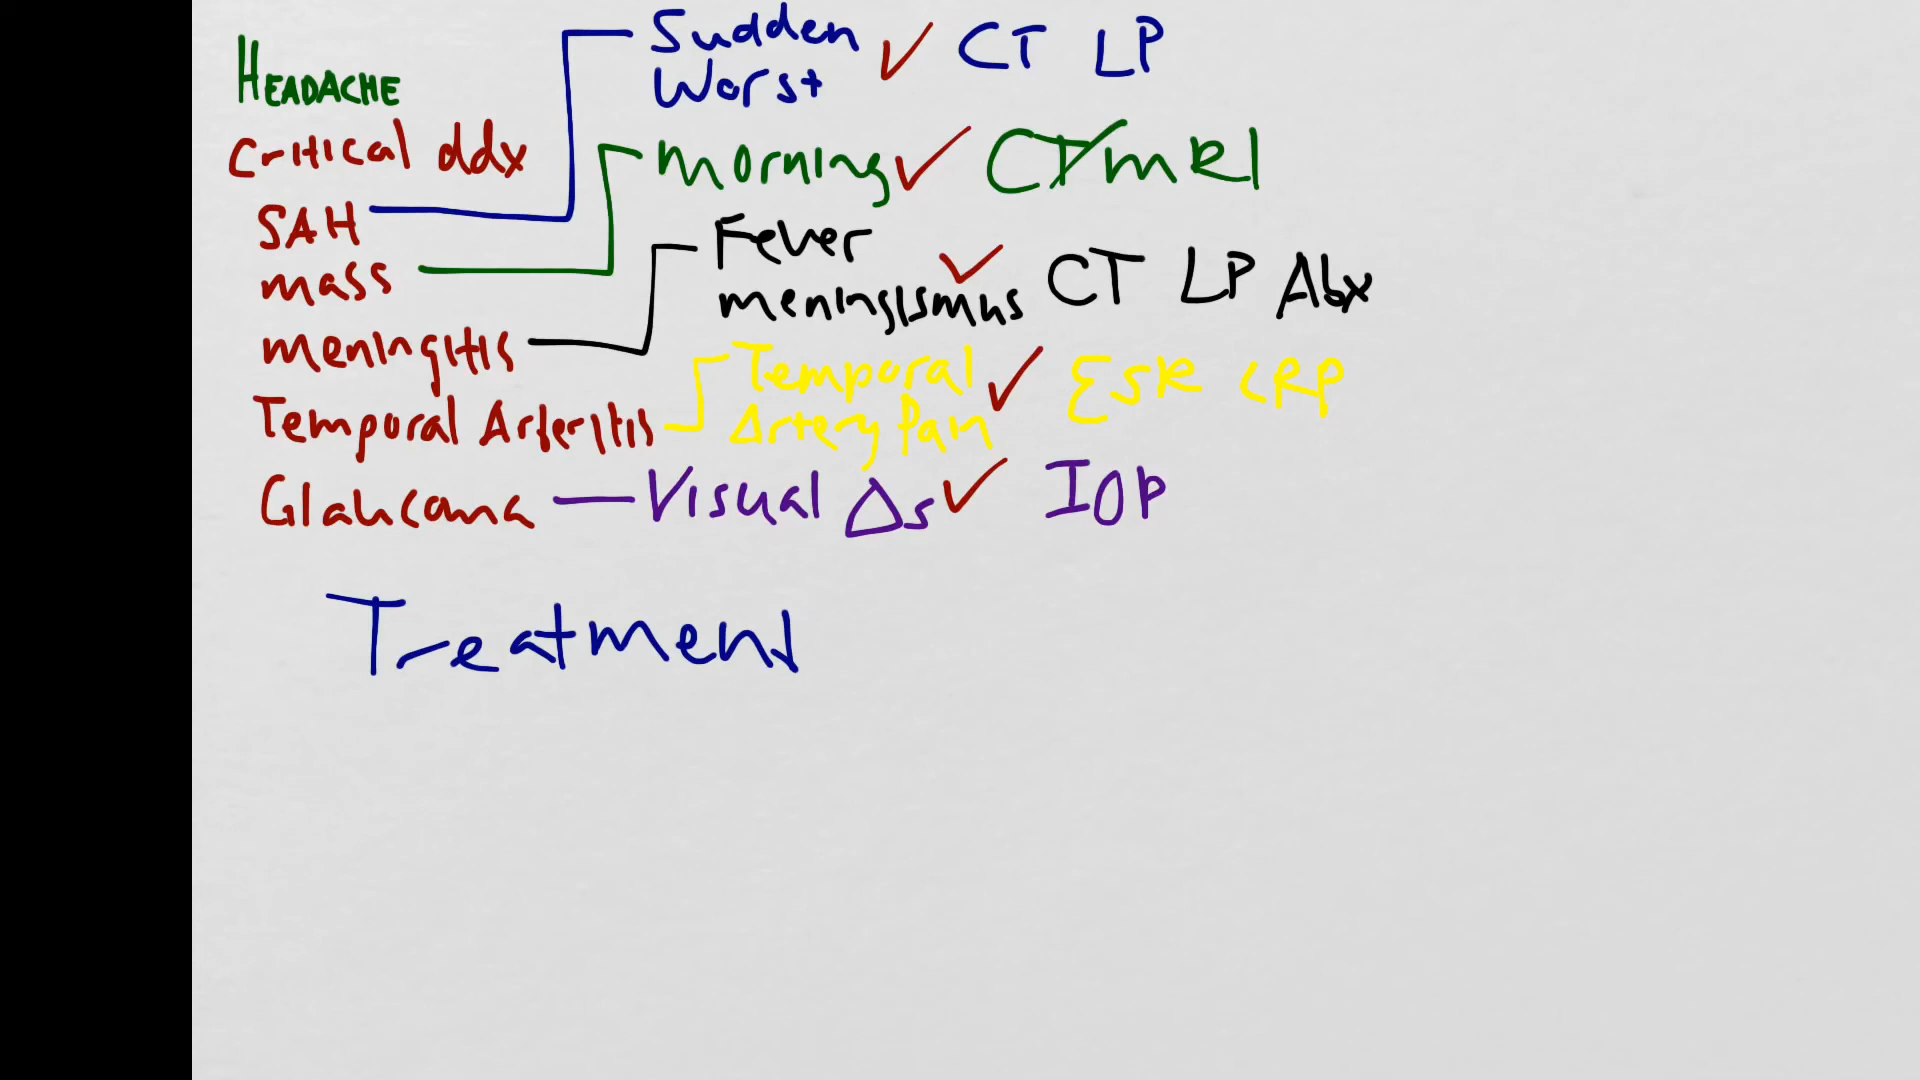 HEADACHE
Critical ddx
SAH
Sudden
Worst ✓ CT LP
mass
morning ✓ CT/MRI
meningitis
Fever
meningismus ✓ CT LP Abx
Temporal Arteritis
Temporal
Artery Pain ✓ ESR CRP
Glaucoma — Visual Δs ✓ IOP
Treatment